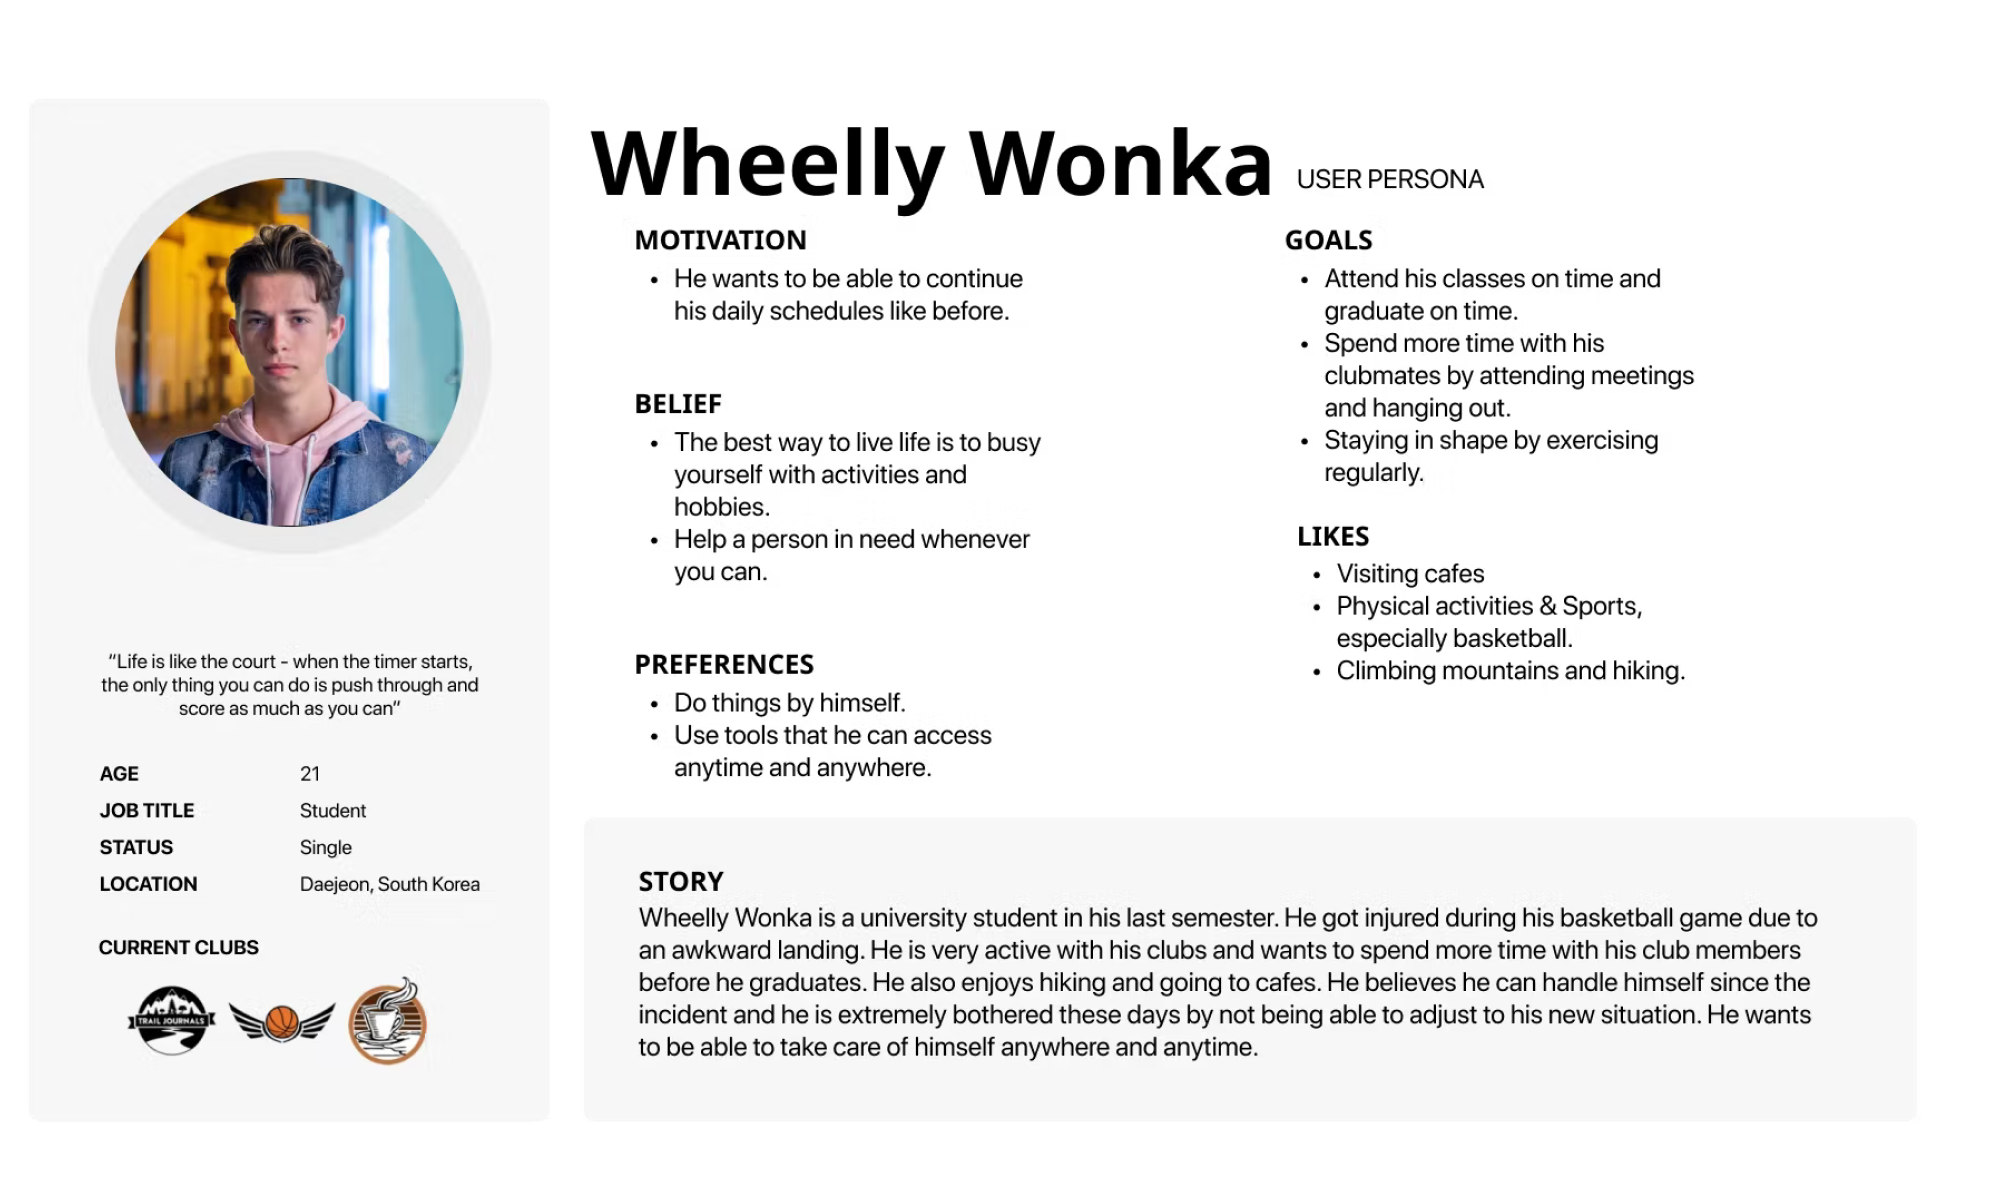 Wheelly Wonka USER PERSONA
"Life is like the court - when the timer starts,
the only thing you can do is push through and
score as much as you can"
AGE 21
JOB TITLE Student
STATUS Single
LOCATION Daejeon, South Korea
CURRENT CLUBS
TRAIL JOURNALS
MOTIVATION
• He wants to be able to continue
his daily schedules like before.
BELIEF
• The best way to live life is to busy
yourself with activities and
hobbies.
• Help a person in need whenever
you can.
PREFERENCES
• Do things by himself.
• Use tools that he can access
anytime and anywhere.
GOALS
• Attend his classes on time and
graduate on time.
• Spend more time with his
clubmates by attending meetings
and hanging out.
• Staying in shape by exercising
regularly.
LIKES
• Visiting cafes
• Physical activities & Sports,
especially basketball.
• Climbing mountains and hiking.
STORY
Wheelly Wonka is a university student in his last semester. He got injured during his basketball game due to
an awkward landing. He is very active with his clubs and wants to spend more time with his club members
before he graduates. He also enjoys hiking and going to cafes. He believes he can handle himself since the
incident and he is extremely bothered these days by not being able to adjust to his new situation. He wants
to be able to take care of himself anywhere and anytime.